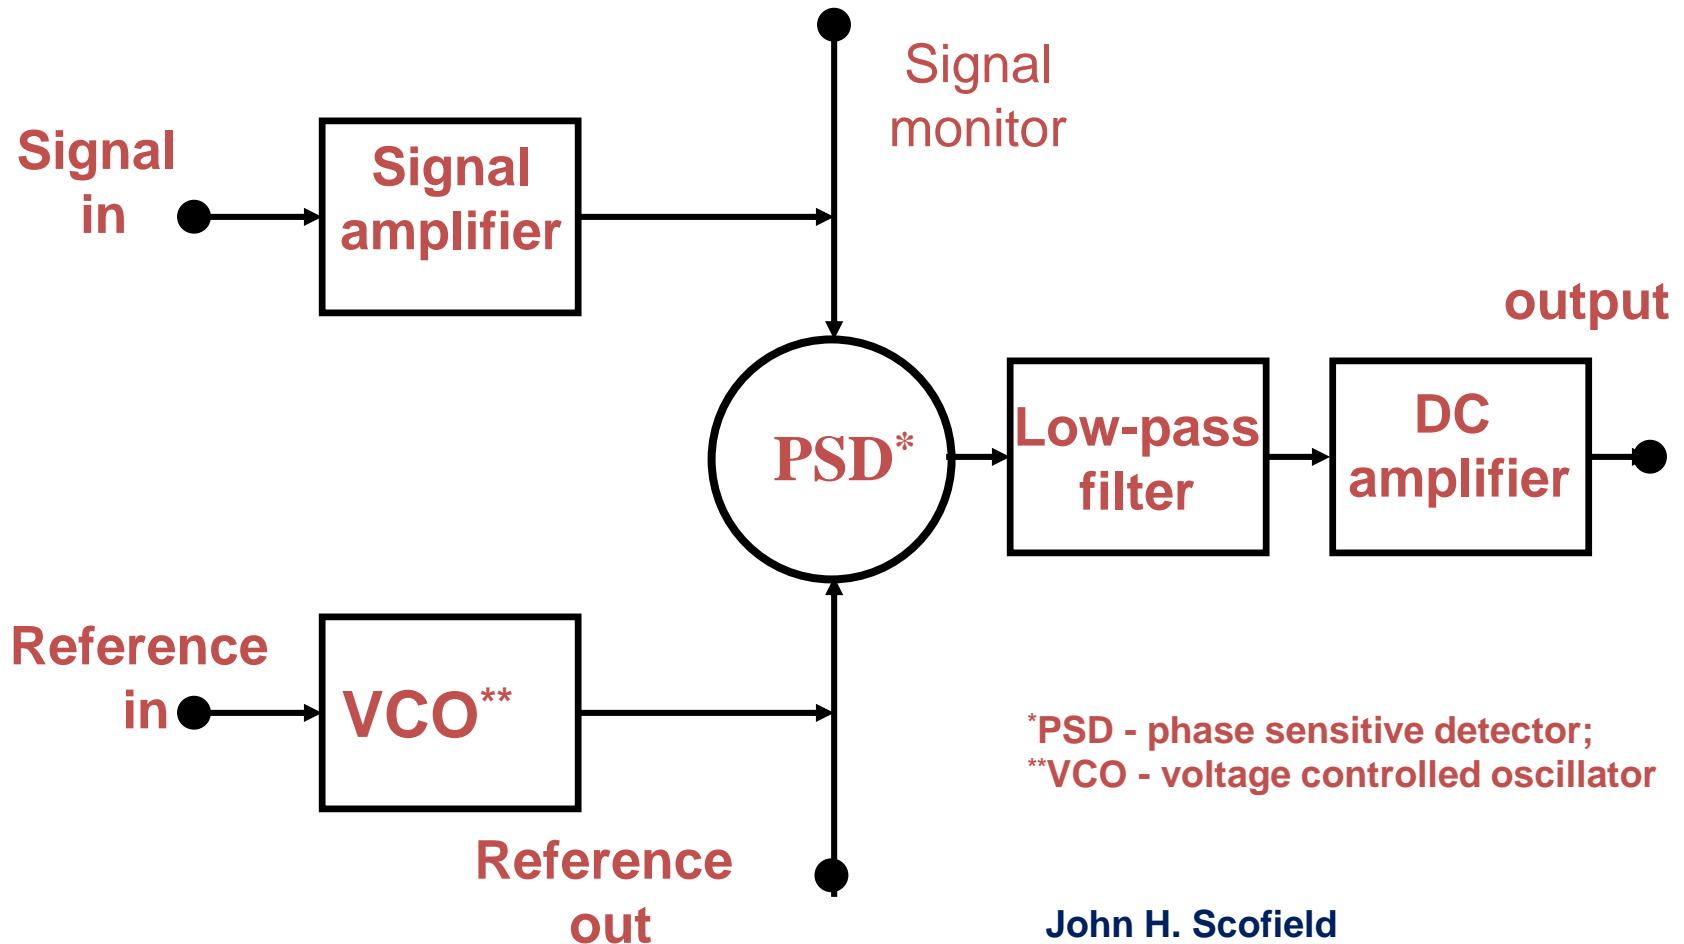 Signal
monitor
Signal
in
Signal
amplifier
output
PSD*
Low-pass
filter
DC
amplifier
Reference
in
VCO**
*PSD - phase sensitive detector;
**VCO - voltage controlled oscillator
Reference
out
John H. Scofield